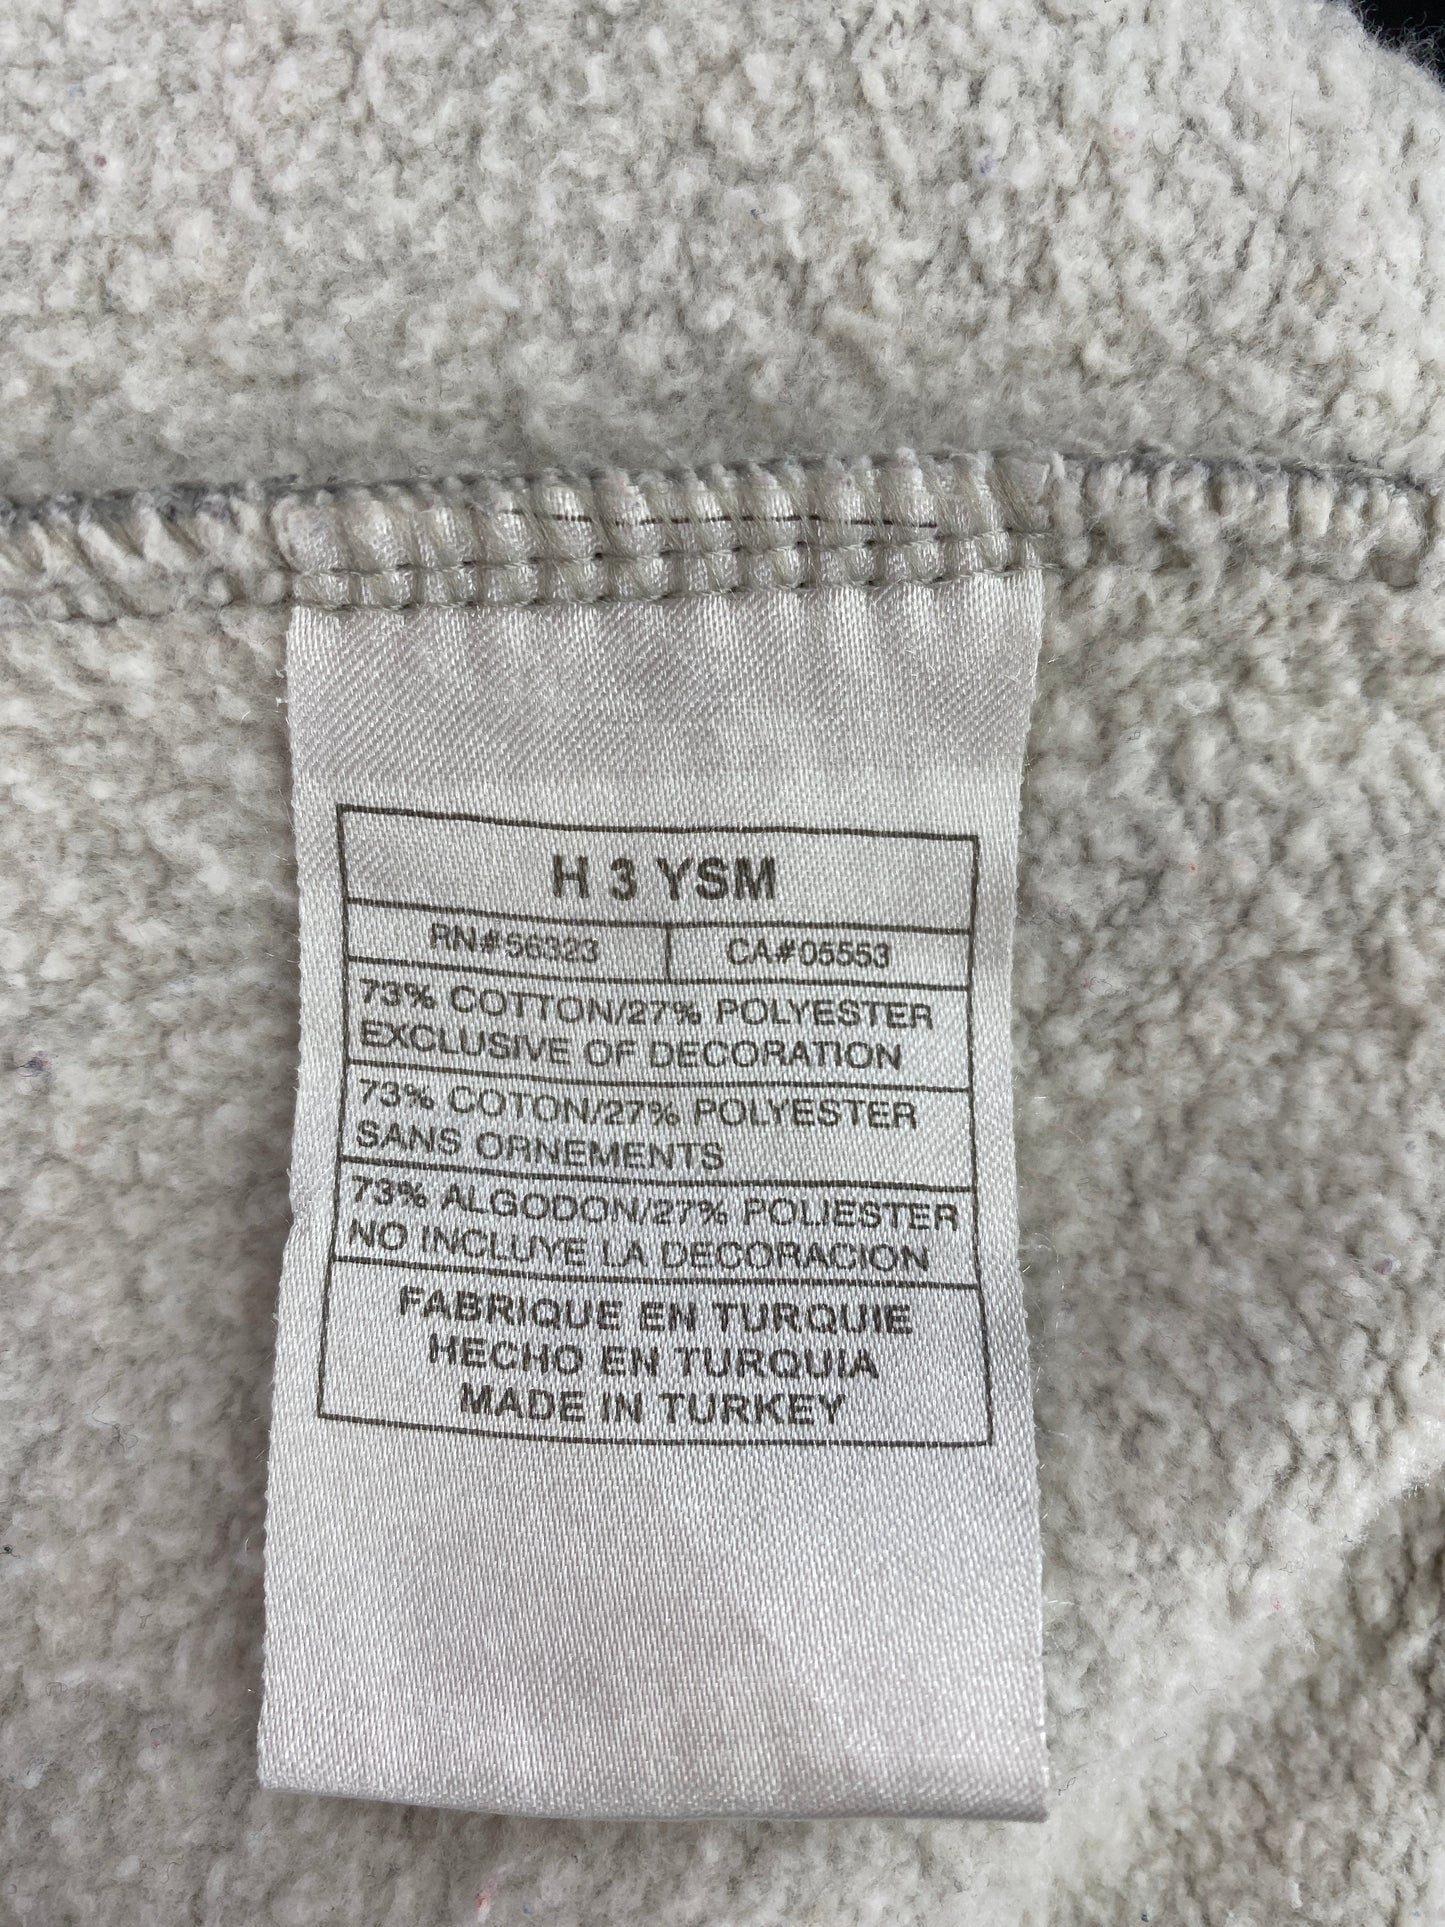 H 3 YSM
RN#56323 CA#05553
73% COTTON/27% POLYESTER
EXCLUSIVE OF DECORATION
73% COTON/27% POLYESTER
SANS ORNEMENTS
73% ALGODON/27% POLIESTER
NO INCLUYE LA DECORACION
FABRIQUE EN TURQUIE
HECHO EN TURQUIA
MADE IN TURKEY